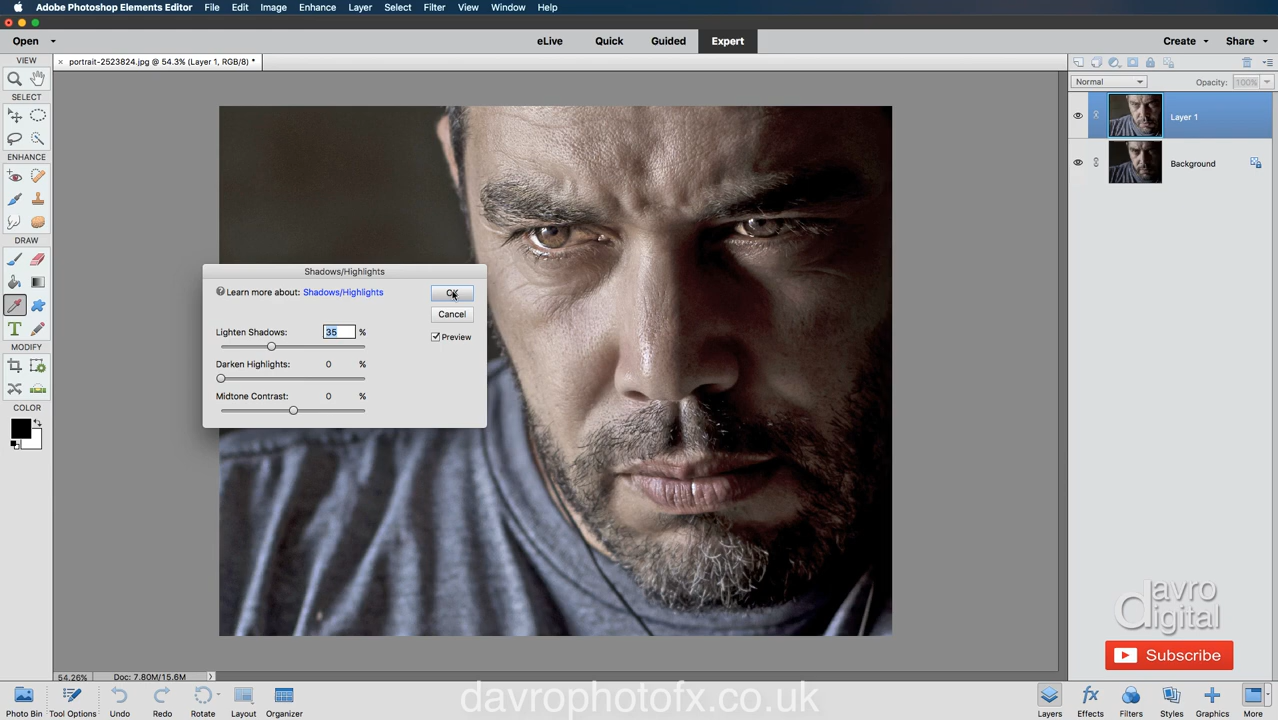 Adobe Photoshop Elements Editor File Edit Image Enhance Layer Select Filter View Window Help
Open eLive Quick Guided Expert Create Share
VIEW
portrait-2523824.jpg @ 54.3% (Layer 1, RGB/8) *
Normal Opacity: 100%
SELECT
Layer 1
ENHANCE
Background
DRAW
Shadows/Highlights
Learn more about: Shadows/Highlights
OK
Cancel
Lighten Shadows: 35 %
Preview
Darken Highlights: 0 %
MODIFY
Midtone Contrast: 0 %
COLOR
davro
digital
Subscribe
54.26% Doc: 7.80M/15.6M
davrophotofx.co.uk
Photo Bin Tool Options Undo Redo Rotate Layout Organizer Layers Effects Filters Styles Graphics More